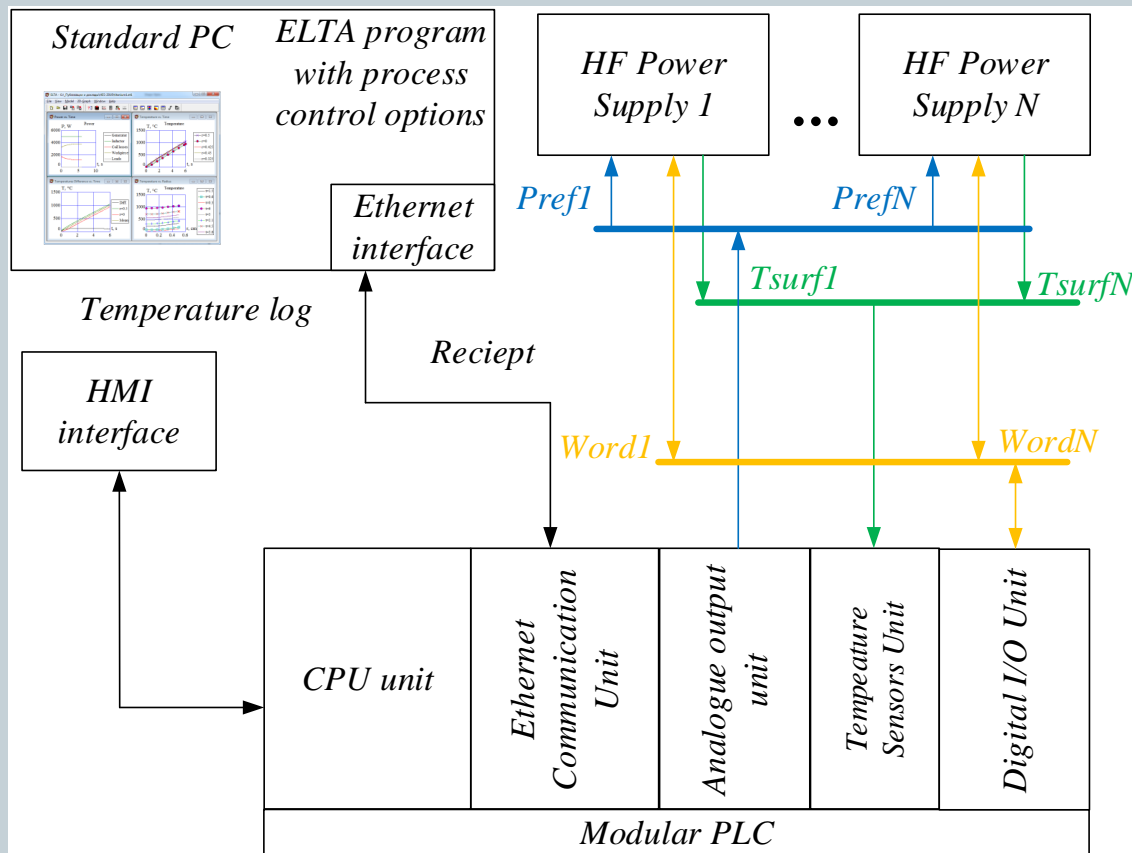 Standard PC
ELTA program
with process
control options
Ethernet
interface
HF Power
Supply 1
...
HF Power
Supply N
Pref1
PrefN
Tsurf1
TsurfN
Temperature log
Reciept
HMI
interface
Word1
WordN
CPU unit
Ethernet
Communication
Unit
Analogue output
unit
Tempeature
Sensors Unit
Digital I/O Unit
Modular PLC